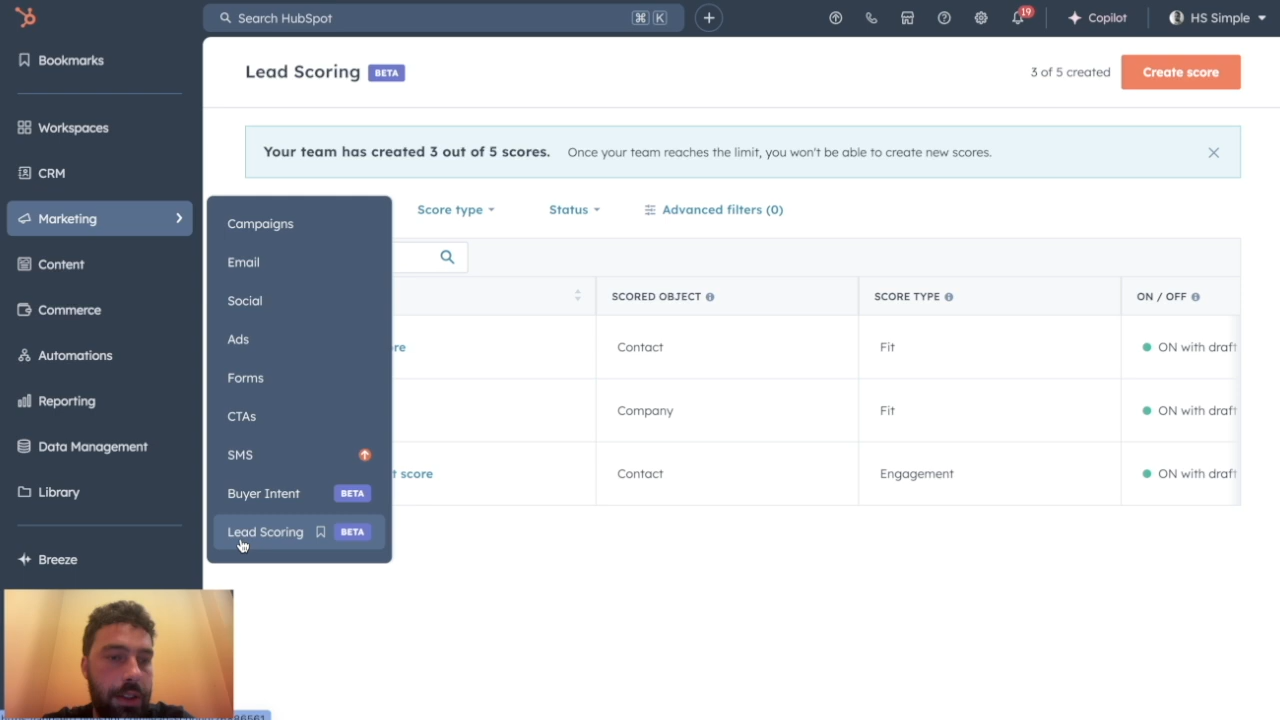 Search HubSpot
⌘ K
19
Copilot
HS Simple
Bookmarks
Workspaces
CRM
Marketing
Content
Commerce
Automations
Reporting
Data Management
Library
Breeze
Lead Scoring BETA
3 of 5 created
Create score
Your team has created 3 out of 5 scores. Once your team reaches the limit, you won't be able to create new scores.
Score type
Status
Advanced filters (0)
Campaigns
Email
Social
Ads
Forms
CTAs
SMS
Buyer Intent BETA
Lead Scoring BETA
SCORED OBJECT
SCORE TYPE
ON / OFF
re
Contact
Fit
ON with draft
Company
Fit
ON with draft
t score
Contact
Engagement
ON with draft